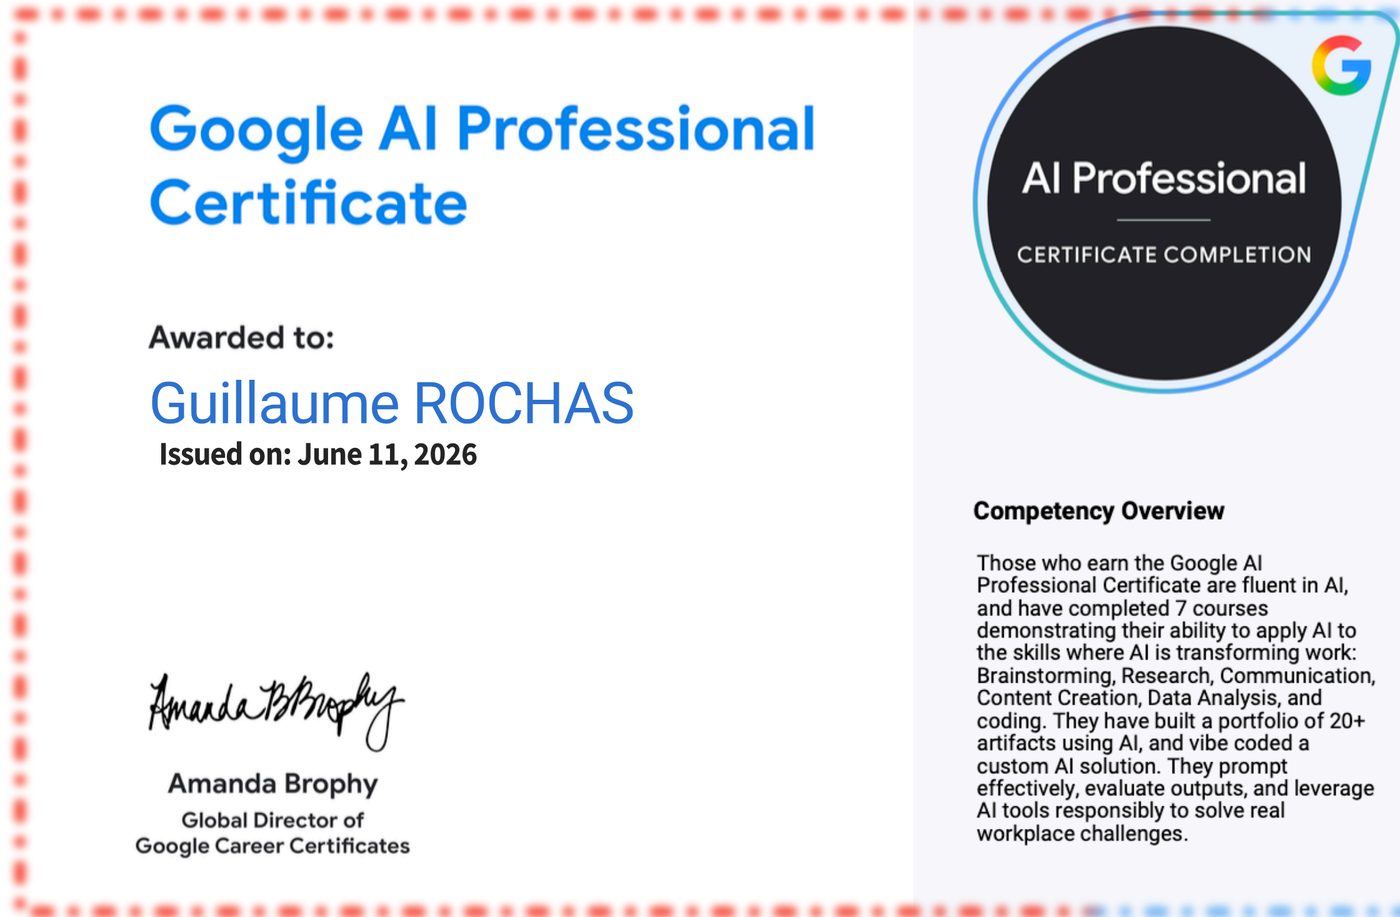 Google AI Professional
Certificate
Awarded to:
Guillaume ROCHAS
Issued on: June 11, 2026
Amanda B Brophy
Amanda Brophy
Global Director of
Google Career Certificates
G
AI Professional
CERTIFICATE COMPLETION
Competency Overview
Those who earn the Google AI
Professional Certificate are fluent in AI,
and have completed 7 courses
demonstrating their ability to apply AI to
the skills where AI is transforming work:
Brainstorming, Research, Communication,
Content Creation, Data Analysis, and
coding. They have built a portfolio of 20+
artifacts using AI, and vibe coded a
custom AI solution. They prompt
effectively, evaluate outputs, and leverage
AI tools responsibly to solve real
workplace challenges.